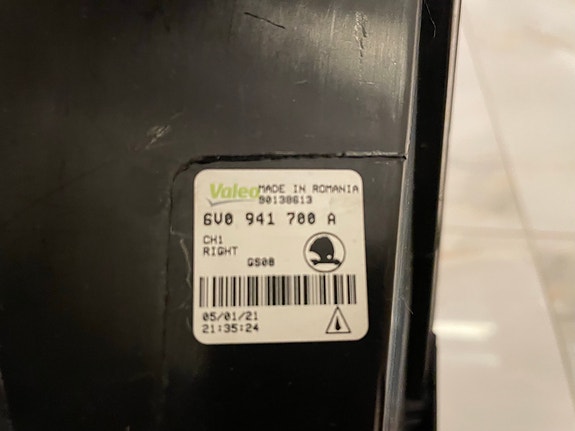 Valeo MADE IN ROMANIA
90138613
6V0 941 700 A
CH1
RIGHT
GS08
05/01/21
21:35:24